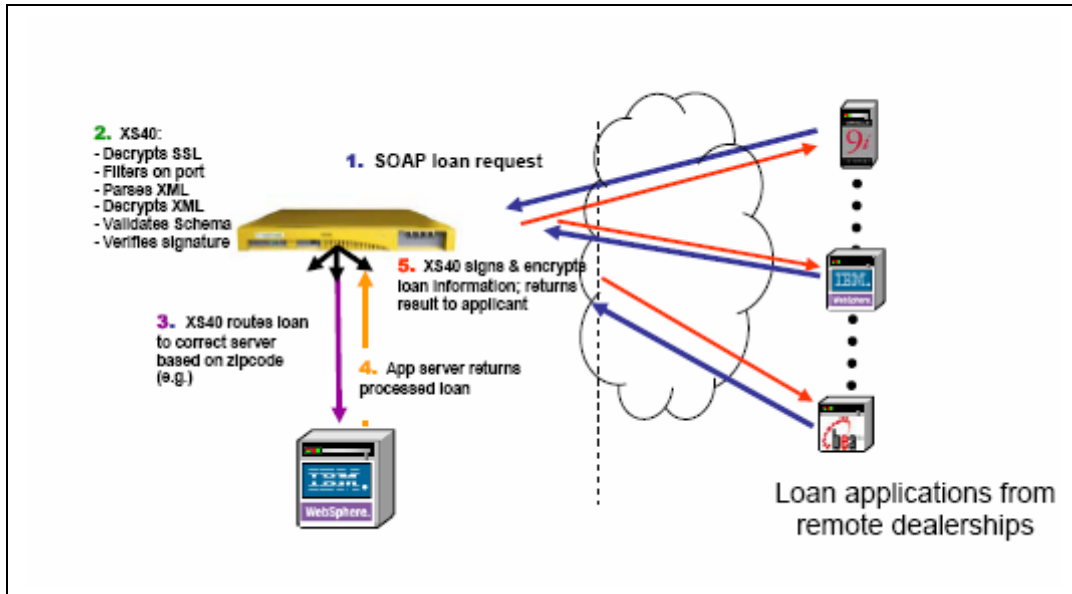 2. XS40:
- Decrypts SSL
- Filters on port
- Parses XML
- Decrypts XML
- Validates Schema
- Verifies signature
1. SOAP loan request
5. XS40 signs & encrypts
loan information; returns
result to applicant
3. XS40 routes loan
to correct server
based on zipcode
(e.g.)
4. App server returns
processed loan
IBM.
WebSphere.
9i
IBM.
WebSphere.
bea
Loan applications from
remote dealerships